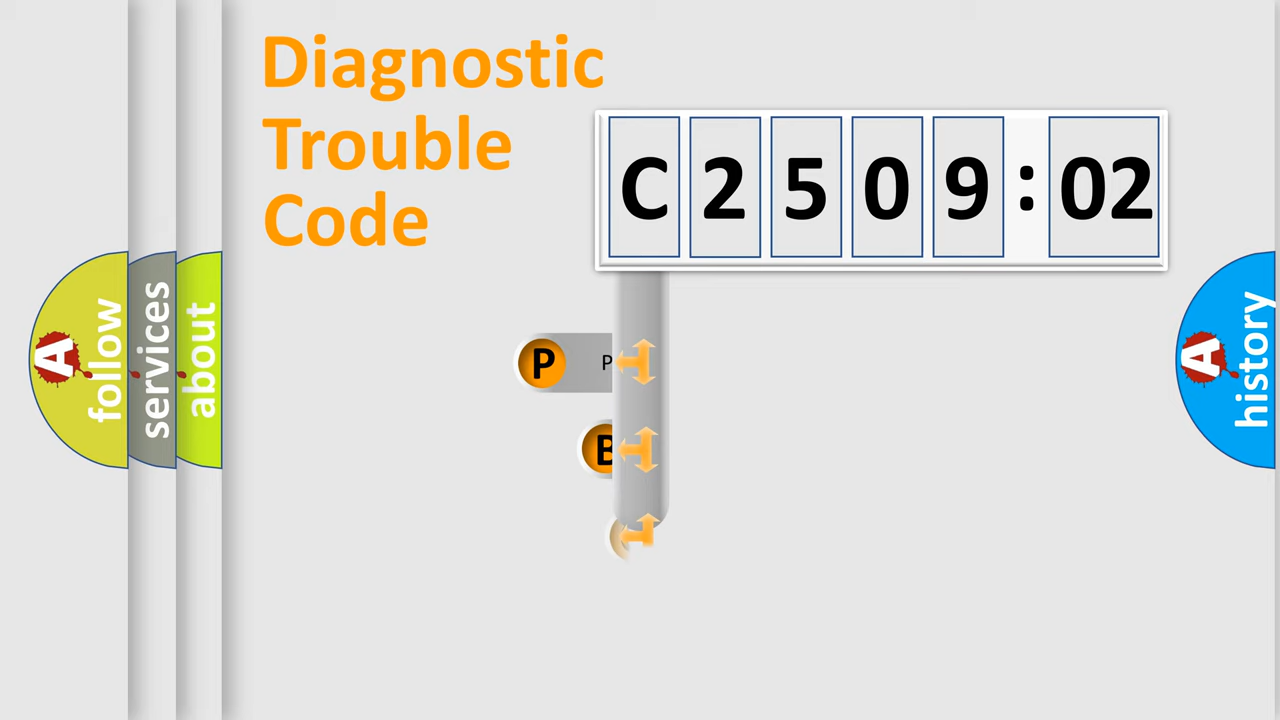 Diagnostic
Trouble
Code
C 2 5 0 9 : 02
P P
B
A follow
services
about
A history